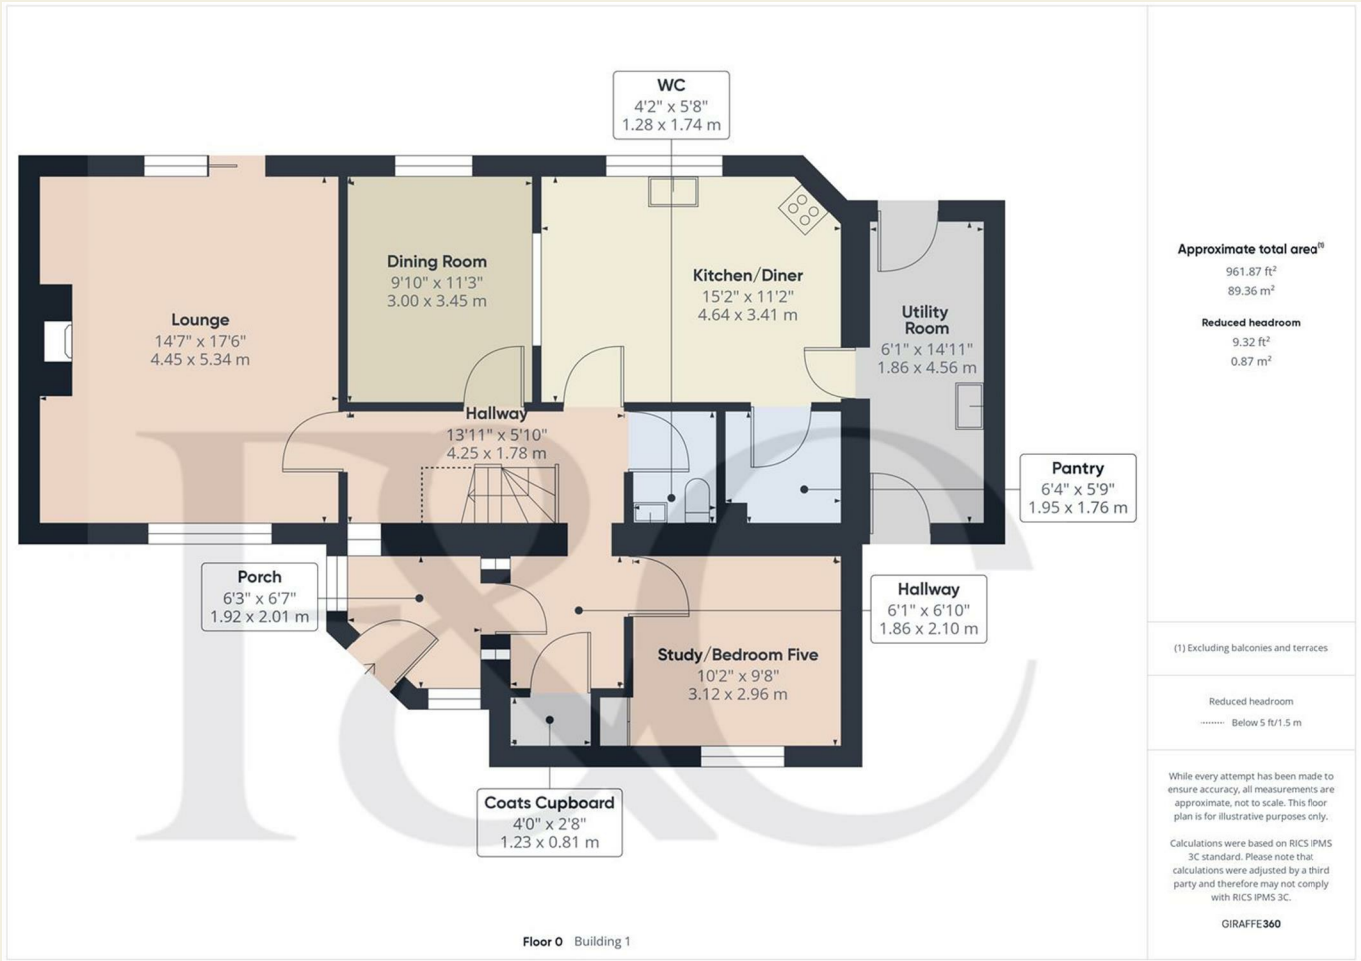 WC
4'2" x 5'8"
1.28 x 1.74 m
Dining Room
9'10" x 11'3"
3.00 x 3.45 m
Kitchen/Diner
15'2" x 11'2"
4.64 x 3.41 m
Lounge
14'7" x 17'6"
4.45 x 5.34 m
Utility
Room
6'1" x 14'11"
1.86 x 4.56 m
Hallway
13'11" x 5'10"
4.25 x 1.78 m
Pantry
6'4" x 5'9"
1.95 x 1.76 m
Porch
6'3" x 6'7"
1.92 x 2.01 m
Hallway
6'1" x 6'10"
1.86 x 2.10 m
Study/Bedroom Five
10'2" x 9'8"
3.12 x 2.96 m
Coats Cupboard
4'0" x 2'8"
1.23 x 0.81 m
F&C
Floor 0 Building 1
Approximate total area(1)
961.87 ft²
89.36 m²
Reduced headroom
9.32 ft²
0.87 m²
(1) Excluding balconies and terraces
Reduced headroom
Below 5 ft/1.5 m
While every attempt has been made to
ensure accuracy, all measurements are
approximate, not to scale. This floor
plan is for illustrative purposes only.
Calculations were based on RICS IPMS
3C standard. Please note that
calculations were adjusted by a third
party and therefore may not comply
with RICS IPMS 3C.
GIRAFFE360